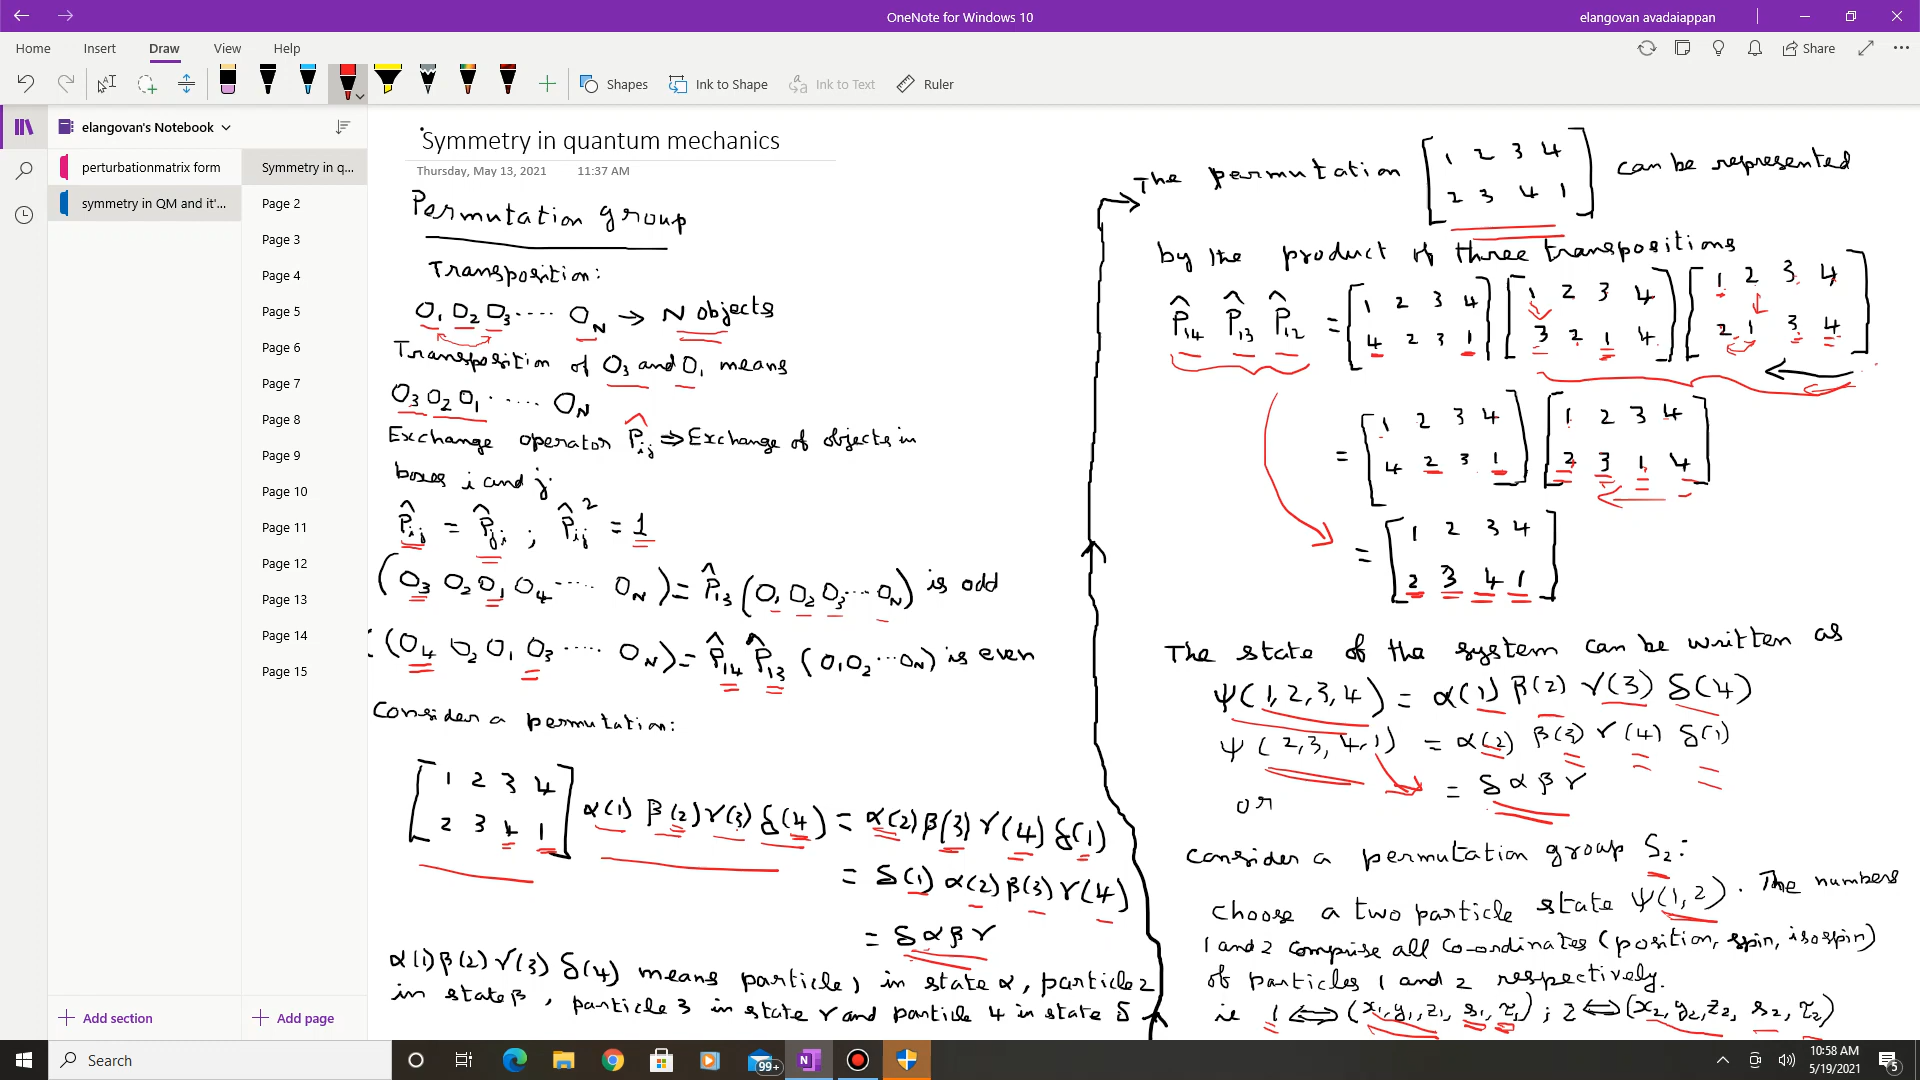 OneNote for Windows 10
elangovan avadaiappan
Home Insert Draw View Help
Share
Shapes Ink to Shape Ink to Text Ruler
elangovan's Notebook
perturbationmatrix form
symmetry in QM and it'...
Symmetry in q...
Page 2
Page 3
Page 4
Page 5
Page 6
Page 7
Page 8
Page 9
Page 10
Page 11
Page 12
Page 13
Page 14
Page 15
Add section
Add page
Symmetry in quantum mechanics
Thursday, May 13, 2021 11:37 AM
Permutation group
Transposition:
O₁ O₂ O₃ ····· O_N → N objects
Transposition of O₃ and O₁ means
O₃ O₂ O₁ ······ O_N
Exchange operator P̂ij ⇒ Exchange of objects in
boxes i and j.
P̂ij = P̂ji ; P̂ij² = 1
(O₃ O₂ O₁ O₄ ····· O_N) = P̂₁₃ (O₁ O₂ O₃ ··· O_N) is odd
(O₄ O₂ O₁ O₃ ····· O_N) = P̂₁₄ P̂₁₃ (O₁ O₂ ··· O_N) is even
Consider a permutation:
[1 2 3 4
2 3 4 1] α(1) β(2) γ(3) δ(4) = α(2) β(3) γ(4) δ(1)
= δ(1) α(2) β(3) γ(4)
= δ α β γ
α(1) β(2) γ(3) δ(4) means particle 1 in state α, particle 2
in state β, particle 3 in state γ and particle 4 in state δ
The permutation [1 2 3 4
2 3 4 1] can be represented
by the product of three transpositions
P̂₁₄ P̂₁₃ P̂₁₂ = [1 2 3 4] [1 2 3 4] [1 2 3 4]
[4 2 3 1] [3 2 1 4] [2 1 3 4]
= [1 2 3 4] [1 2 3 4]
[4 2 3 1] [2 3 1 4]
= [1 2 3 4
2 3 4 1]
The state of the system can be written as
Ψ(1,2,3,4) = α(1) β(2) γ(3) δ(4)
Ψ(2,3,4,1) = α(2) β(3) γ(4) δ(1)
or = δ α β γ
Consider a permutation group S₂:
Choose a two particle state Ψ(1,2). The numbers
1 and 2 comprise all co-ordinates (position, spin, isospin)
of particles 1 and 2 respectively.
ie 1 ⇔ (x₁, y₁, z₁, s₁, τ₁) ; 2 ⇔ (x₂, y₂, z₂, s₂, τ₂)
Search
99+
10:58 AM
5/19/2021
5